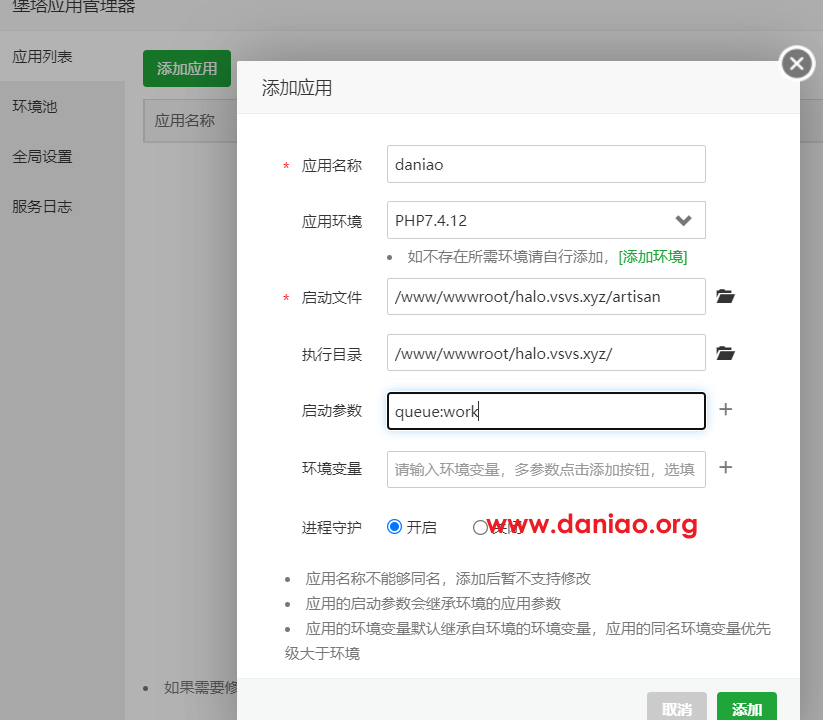 堡塔应用管理器
应用列表
环境池
全局设置
服务日志
添加应用
应用名称
添加应用
* 应用名称 daniao
应用环境 PHP7.4.12
• 如不存在所需环境请自行添加，[添加环境]
* 启动文件 /www/wwwroot/halo.vsvs.xyz/artisan
执行目录 /www/wwwroot/halo.vsvs.xyz/
启动参数 queue:work
环境变量 请输入环境变量，多参数点击添加按钮，选填
进程守护 开启 关闭
www.daniao.org
• 应用名称不能够同名，添加后暂不支持修改
• 应用的启动参数会继承环境的应用参数
• 应用的环境变量默认继承自环境的环境变量，应用的同名环境变量优先
级大于环境
• 如果需要修
取消 添加